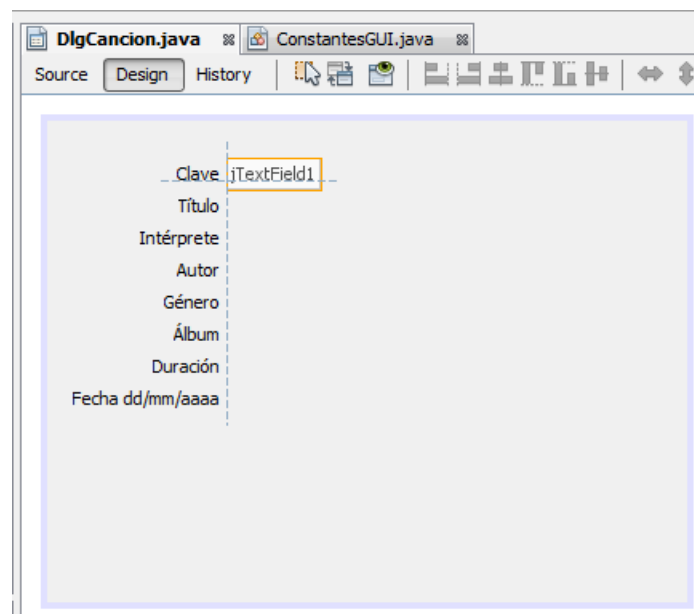 DlgCancion.java ConstantesGUI.java
Source Design History
Clave jTextField1
Título
Intérprete
Autor
Género
Álbum
Duración
Fecha dd/mm/aaaa